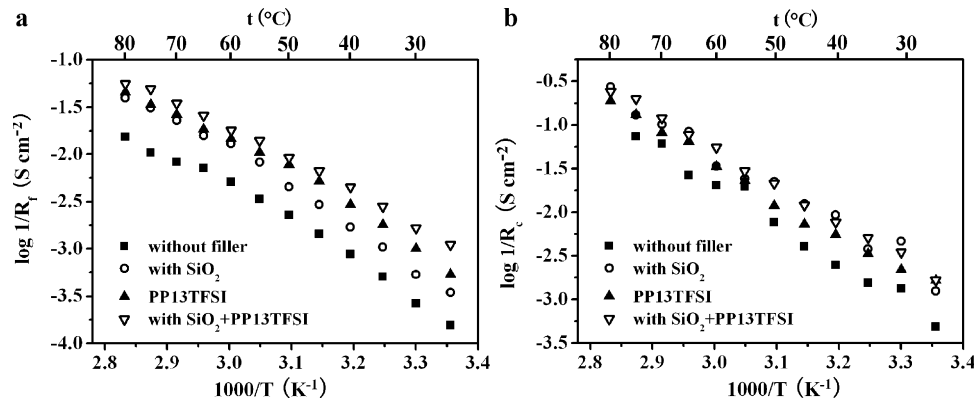 a
t (°C)
80 70 60 50 40 30
-1.0
-1.5
-2.0
-2.5
-3.0
-3.5
-4.0
log 1/R_f (S cm⁻²)
without filler
with SiO₂
PP13TFSI
with SiO₂+PP13TFSI
2.8 2.9 3.0 3.1 3.2 3.3 3.4
1000/T (K⁻¹)
b
t (°C)
80 70 60 50 40 30
-0.5
-1.0
-1.5
-2.0
-2.5
-3.0
-3.5
log 1/R_c (S cm⁻²)
without filler
with SiO₂
PP13TFSI
with SiO₂+PP13TFSI
2.8 2.9 3.0 3.1 3.2 3.3 3.4
1000/T (K⁻¹)